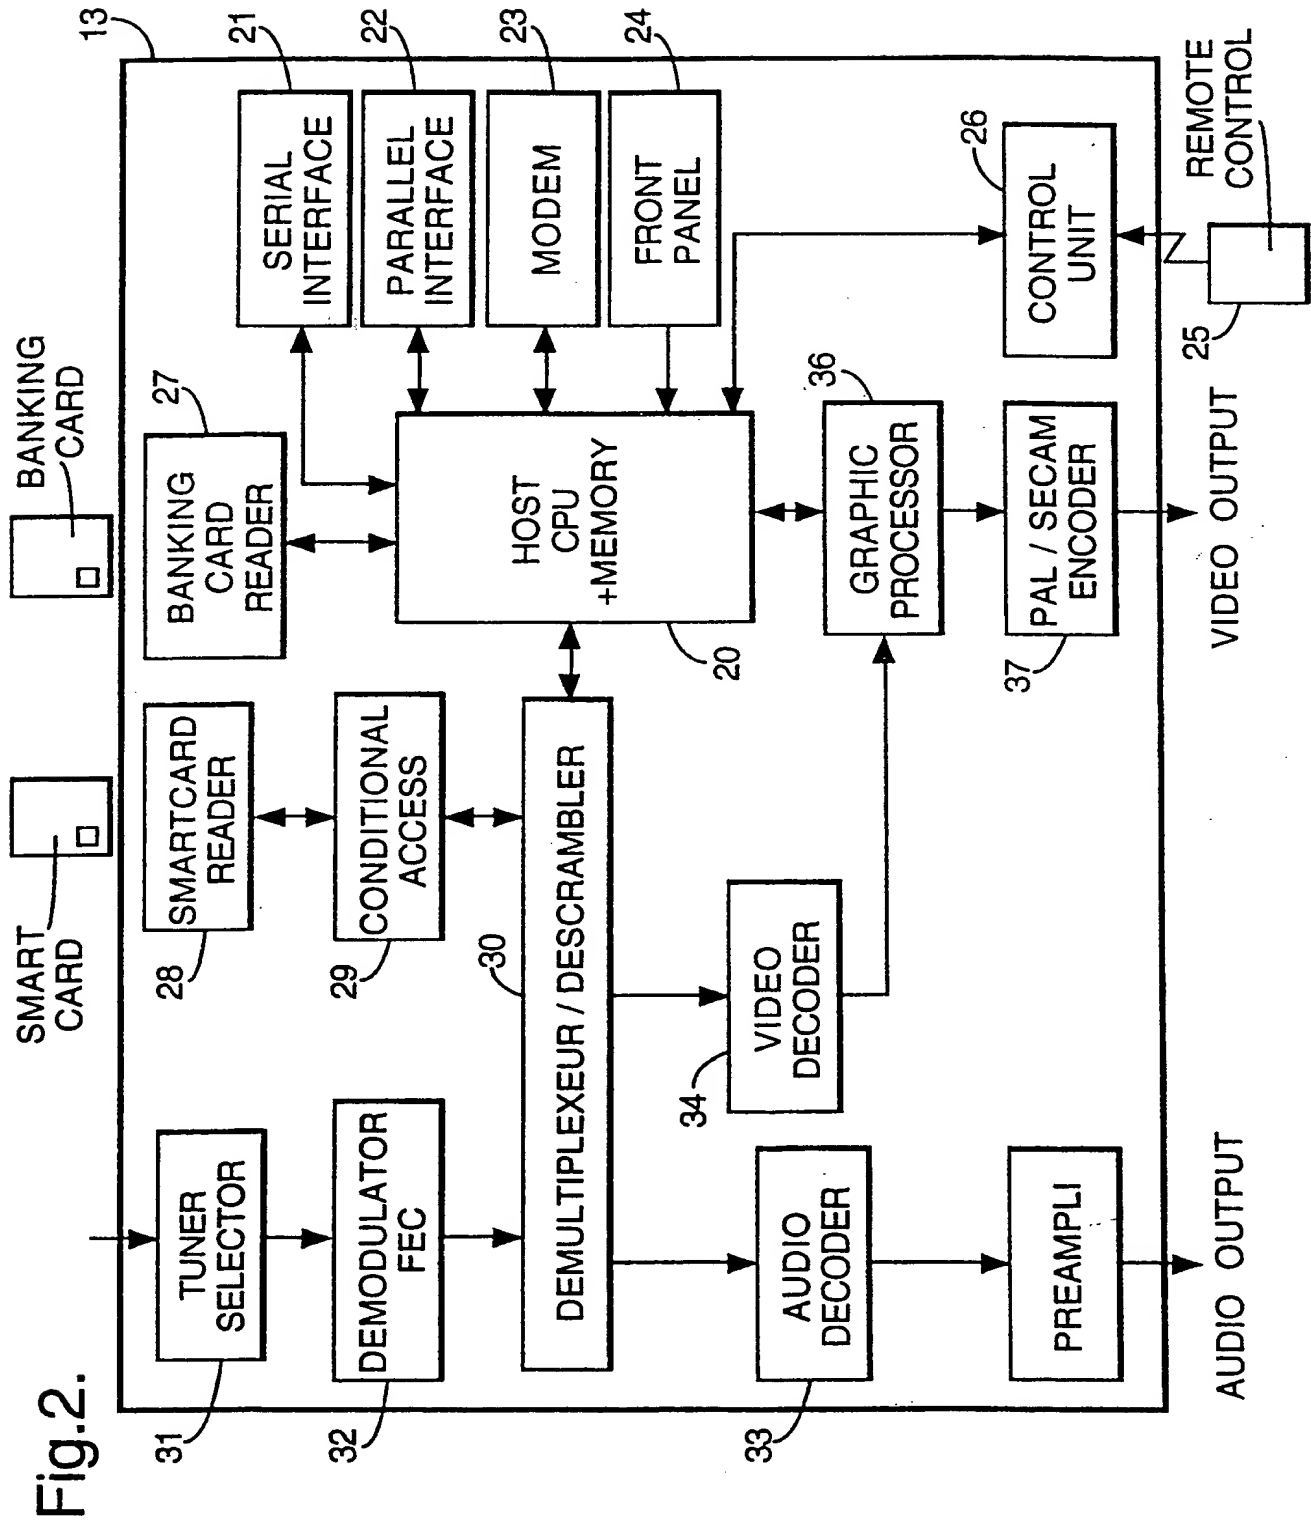 Fig.2.
SMART
CARD
BANKING
CARD
13
31
TUNER
SELECTOR
28
SMARTCARD
READER
27
BANKING
CARD
READER
21
SERIAL
INTERFACE
22
PARALLEL
INTERFACE
23
MODEM
24
FRONT
PANEL
32
DEMODULATOR
FEC
29
CONDITIONAL
ACCESS
HOST
CPU
+MEMORY
20
30
DEMULTIPLEXEUR / DESCRAMBLER
34
VIDEO
DECODER
33
AUDIO
DECODER
36
GRAPHIC
PROCESSOR
26
CONTROL
UNIT
PREAMPLI
37
PAL / SECAM
ENCODER
25
REMOTE
CONTROL
AUDIO OUTPUT
VIDEO OUTPUT